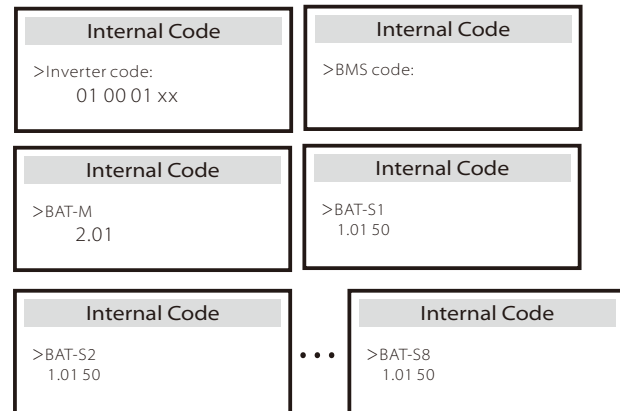 Internal Code
>Inverter code:
01 00 01 xx
Internal Code
>BMS code:
Internal Code
>BAT-M
2.01
Internal Code
>BAT-S1
1.01 50
Internal Code
>BAT-S2
1.01 50
• • •
Internal Code
>BAT-S8
1.01 50